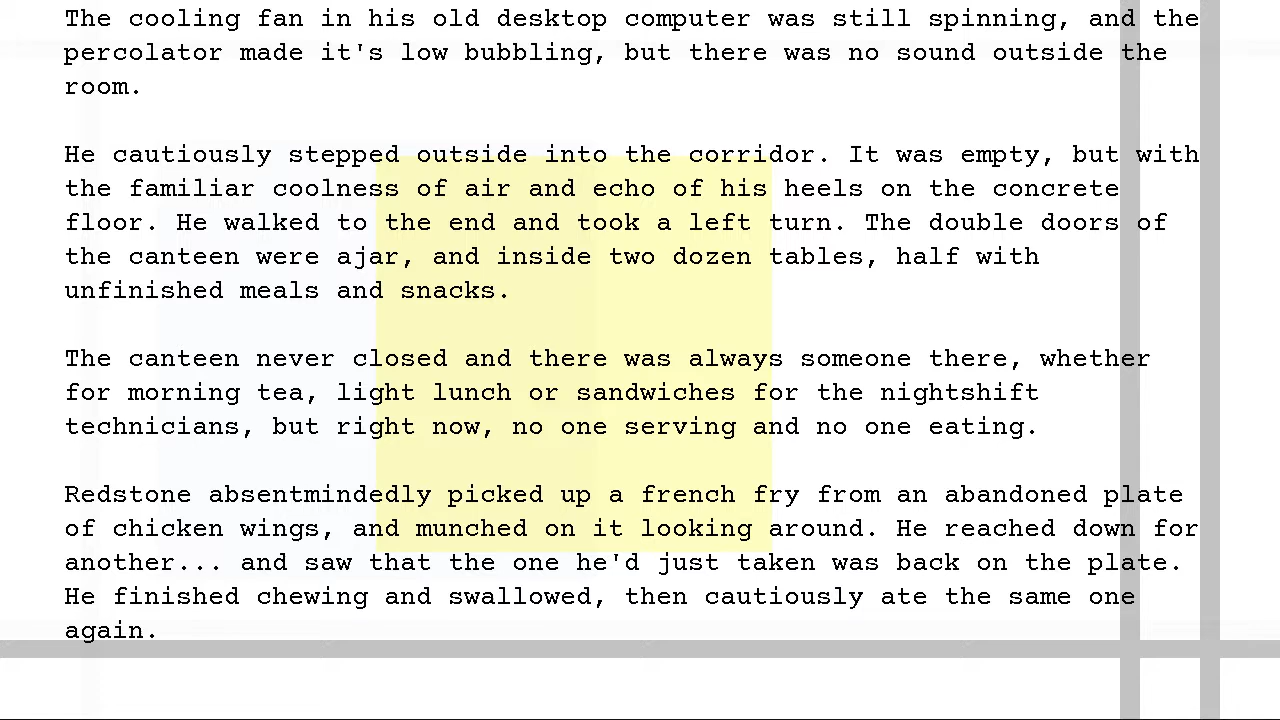 The cooling fan in his old desktop computer was still spinning, and the
percolator made it's low bubbling, but there was no sound outside the
room.
He cautiously stepped outside into the corridor. It was empty, but with
the familiar coolness of air and echo of his heels on the concrete
floor. He walked to the end and took a left turn. The double doors of
the canteen were ajar, and inside two dozen tables, half with
unfinished meals and snacks.
The canteen never closed and there was always someone there, whether
for morning tea, light lunch or sandwiches for the nightshift
technicians, but right now, no one serving and no one eating.
Redstone absentmindedly picked up a french fry from an abandoned plate
of chicken wings, and munched on it looking around. He reached down for
another... and saw that the one he'd just taken was back on the plate.
He finished chewing and swallowed, then cautiously ate the same one
again.